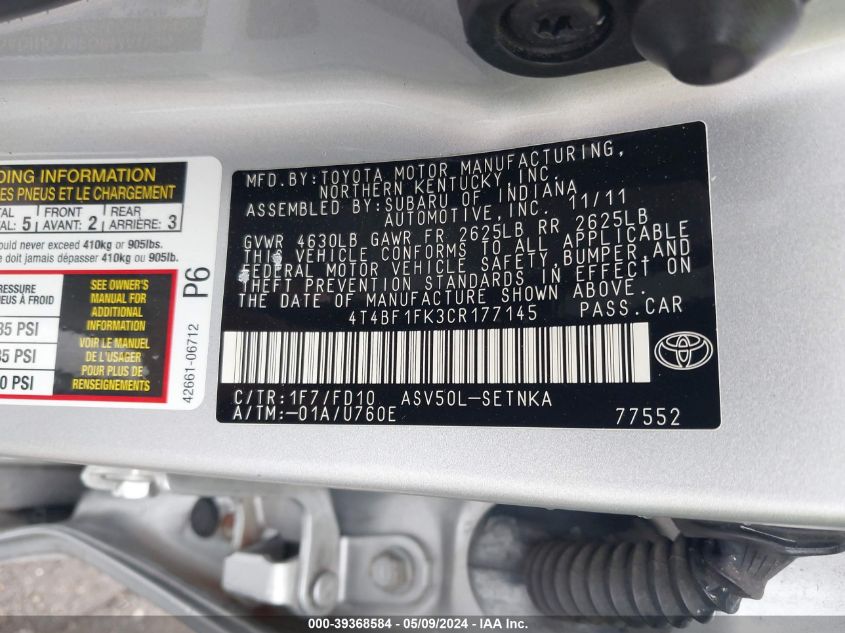 DING INFORMATION
ES PNEUS ET LE CHARGEMENT
TAL 5 FRONT 2 REAR 3
AL: AVANT: ARRIÈRE:
ould never exceed 410kg or 905lbs.
e doit jamais dépasser 410kg ou 905lb.
RESSURE
NEUS À FROID
35 PSI
35 PSI
0 PSI
SEE OWNER'S
MANUAL FOR
ADDITIONAL
INFORMATION
VOIR LE MANUEL
DE L'USAGER
POUR PLUS DE
RENSEIGNEMENTS
P6
42661-06712
MFD.BY:TOYOTA MOTOR MANUFACTURING,
NORTHERN KENTUCKY INC.
ASSEMBLED BY:SUBARU OF INDIANA
AUTOMOTIVE,INC. 11/11
GVWR 4630LB GAWR FR 2625LB RR 2625LB
THIS VEHICLE CONFORMS TO ALL APPLICABLE
FEDERAL MOTOR VEHICLE SAFETY,BUMPER,AND
THEFT PREVENTION STANDARDS IN EFFECT ON
THE DATE OF MANUFACTURE SHOWN ABOVE.
4T4BF1FK3CR177145 PASS.CAR
C/TR:1F7/FD10 ASV50L-SETNKA
A/TM:-01A/U760E 77552
TOYOTA
000-39368584 - 05/09/2024 - IAA Inc.